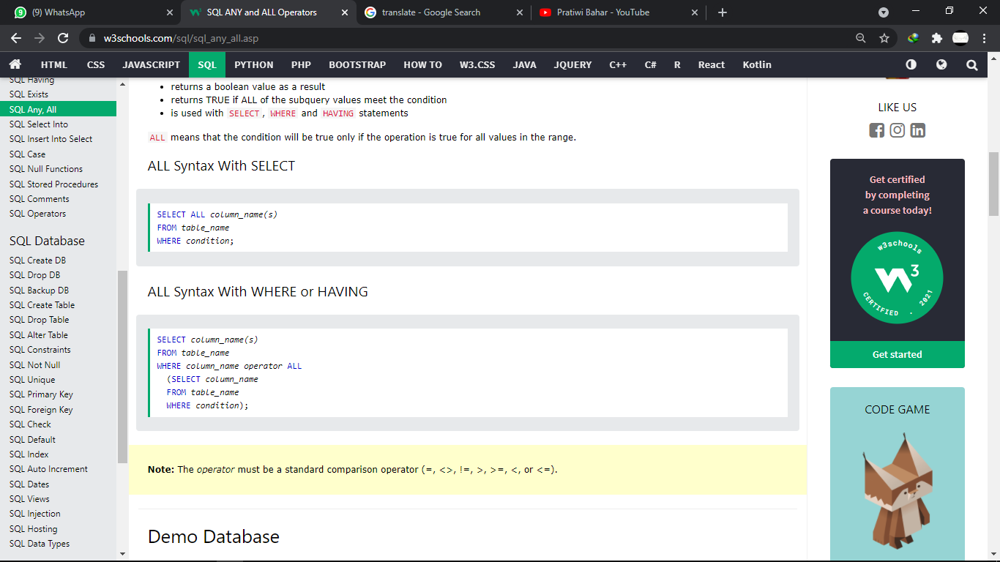 (9) WhatsApp
SQL ANY and ALL Operators
translate - Google Search
Pratiwi Bahar - YouTube
w3schools.com/sql/sql_any_all.asp
HTML CSS JAVASCRIPT SQL PYTHON PHP BOOTSTRAP HOW TO W3.CSS JAVA JQUERY C++ C# R React Kotlin
SQL Having
SQL Exists
SQL Any, All
SQL Select Into
SQL Insert Into Select
SQL Case
SQL Null Functions
SQL Stored Procedures
SQL Comments
SQL Operators
SQL Database
SQL Create DB
SQL Drop DB
SQL Backup DB
SQL Create Table
SQL Drop Table
SQL Alter Table
SQL Constraints
SQL Not Null
SQL Unique
SQL Primary Key
SQL Foreign Key
SQL Check
SQL Default
SQL Index
SQL Auto Increment
SQL Dates
SQL Views
SQL Injection
SQL Hosting
SQL Data Types
• returns a boolean value as a result
• returns TRUE if ALL of the subquery values meet the condition
• is used with SELECT, WHERE and HAVING statements
ALL means that the condition will be true only if the operation is true for all values in the range.
ALL Syntax With SELECT
SELECT ALL column_name(s)
FROM table_name
WHERE condition;
ALL Syntax With WHERE or HAVING
SELECT column_name(s)
FROM table_name
WHERE column_name operator ALL
(SELECT column_name
FROM table_name
WHERE condition);
Note: The operator must be a standard comparison operator (=, <>, !=, >, >=, <, or <=).
Demo Database
LIKE US
Get certified
by completing
a course today!
w3schools
3
CERTIFIED . 2021
Get started
CODE GAME